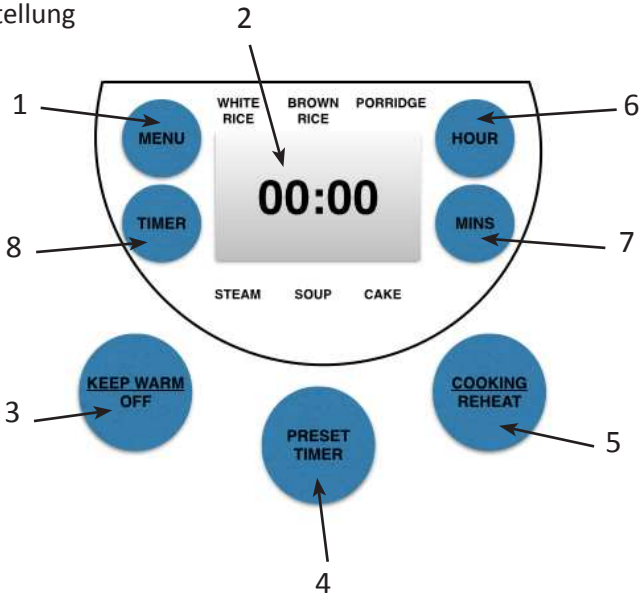 tellung
2
1
6
WHITE
RICE
BROWN
RICE
PORRIDGE
MENU
HOUR
00:00
TIMER
MINS
8
7
STEAM
SOUP
CAKE
KEEP WARM
OFF
COOKING
REHEAT
3
PRESET
TIMER
5
4